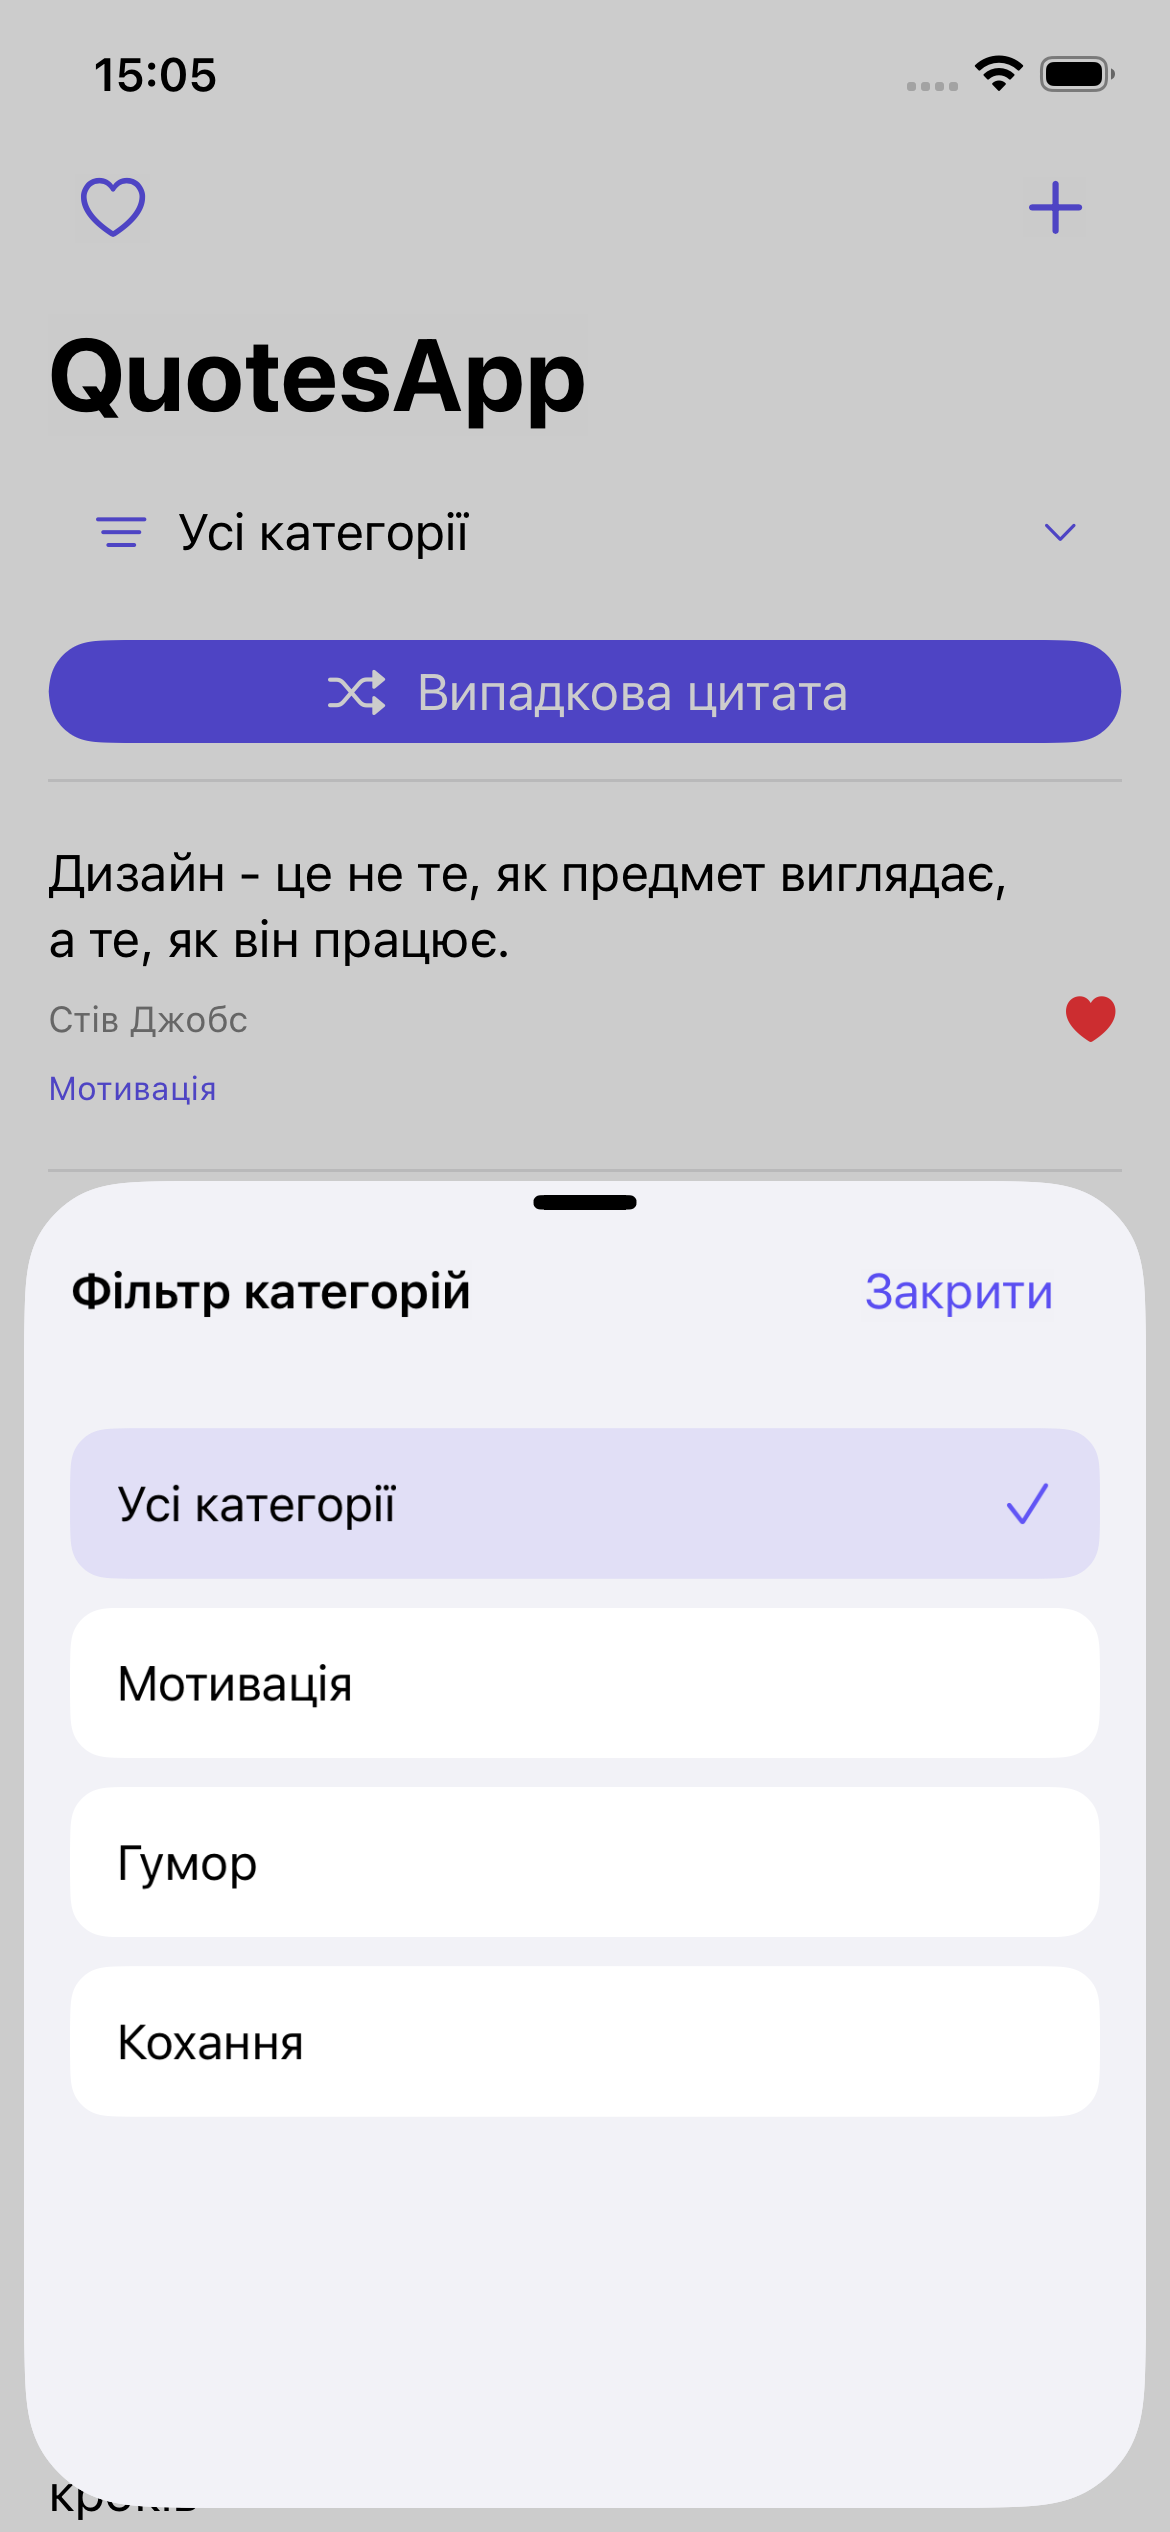 15:05
QuotesApp
Усі категорії
Випадкова цитата
Дизайн - це не те, як предмет виглядає,
а те, як він працює.
Стів Джобс
Мотивація
Фільтр категорій
Закрити
Усі категорії
Мотивація
Гумор
Кохання